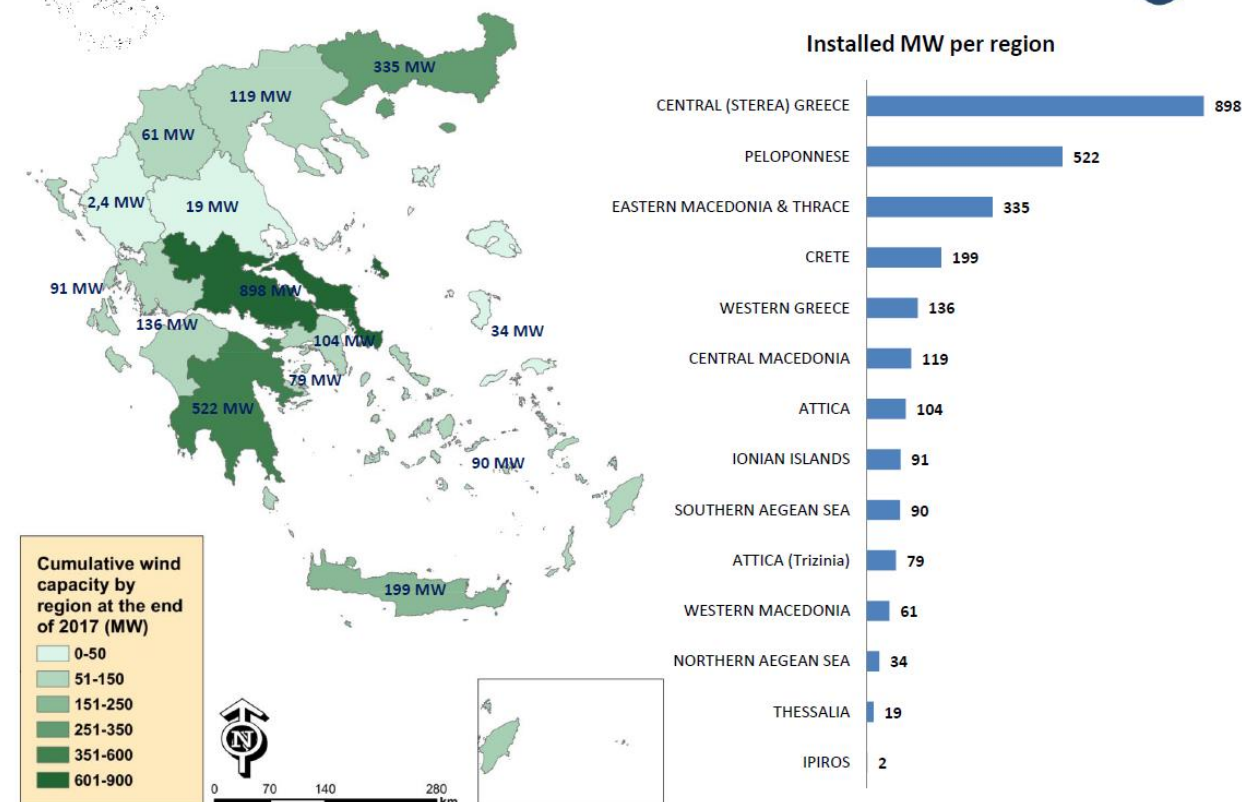 335 MW
119 MW
61 MW
2,4 MW
19 MW
91 MW
898 MW
136 MW
34 MW
104 MW
79 MW
522 MW
90 MW
199 MW
Cumulative wind
capacity by
region at the end
of 2017 (MW)
0-50
51-150
151-250
251-350
351-600
601-900
N
0 70 140 280
km
Installed MW per region
CENTRAL (STEREA) GREECE 898
PELOPONNESE 522
EASTERN MACEDONIA & THRACE 335
CRETE 199
WESTERN GREECE 136
CENTRAL MACEDONIA 119
ATTICA 104
IONIAN ISLANDS 91
SOUTHERN AEGEAN SEA 90
ATTICA (Trizinia) 79
WESTERN MACEDONIA 61
NORTHERN AEGEAN SEA 34
THESSALIA 19
IPIROS 2